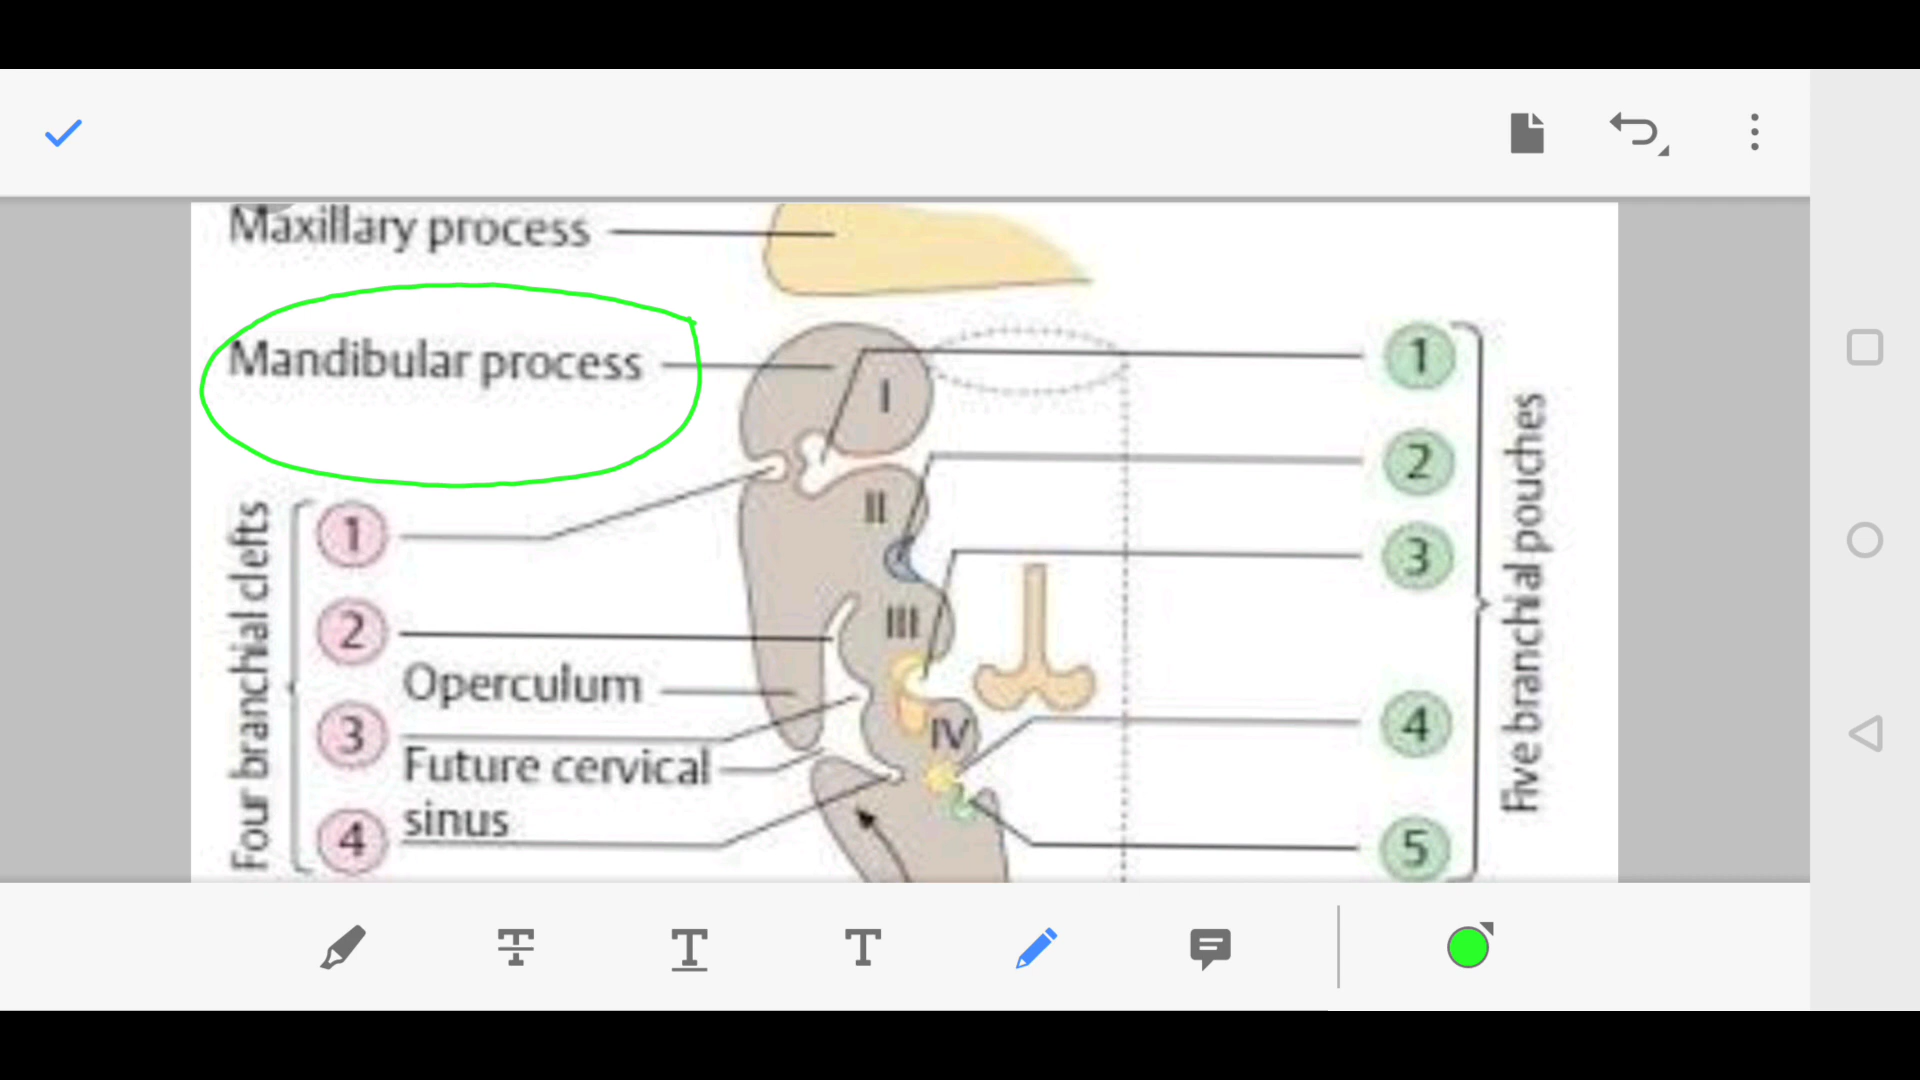 Maxillary process
Mandibular process
I
1
II
2
III
3
IV
4
5
Five branchial pouches
Four branchial clefts
1
2
Operculum
3
Future cervical
sinus
4
T
T
T